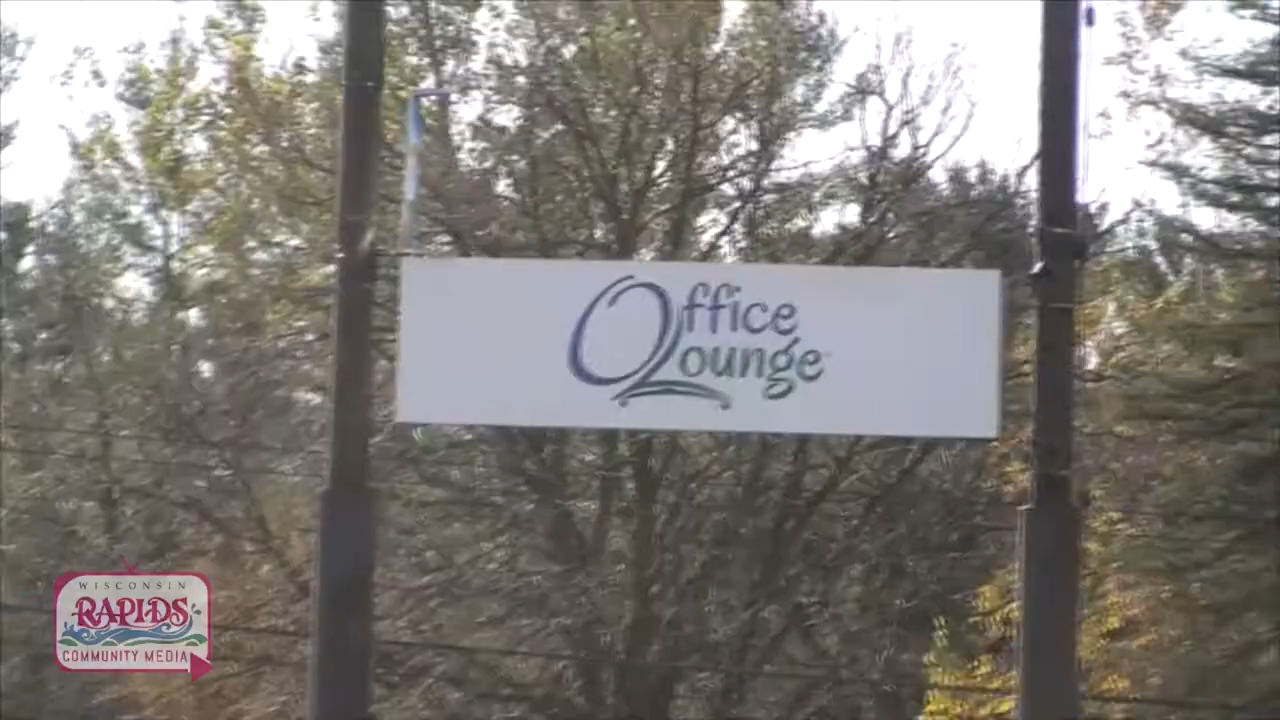 Office
Lounge
WISCONSIN
RAPIDS
COMMUNITY MEDIA